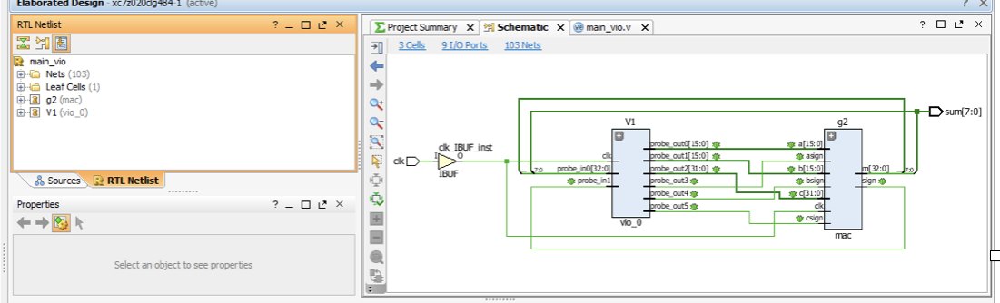 Elaborated Design - xc7z020clg484-1 (active)
RTL Netlist
main_vio
Nets (103)
Leaf Cells (1)
g2 (mac)
V1 (vio_0)
Sources
RTL Netlist
Properties
Select an object to see properties
Project Summary
Schematic
main_vio.v
3 Cells
9 I/O Ports
103 Nets
clk
clk_IBUF_inst
I
O
IBUF
V1
clk
probe_in0[32:0]
probe_in1
7:0
probe_out0[15:0]
probe_out1[15:0]
probe_out2[31:0]
probe_out3
probe_out4
probe_out5
vio_0
g2
a[15:0]
asign
b[15:0]
bsign
c[31:0]
clk
csign
m[32:0]
sign
7:0
mac
sum[7:0]